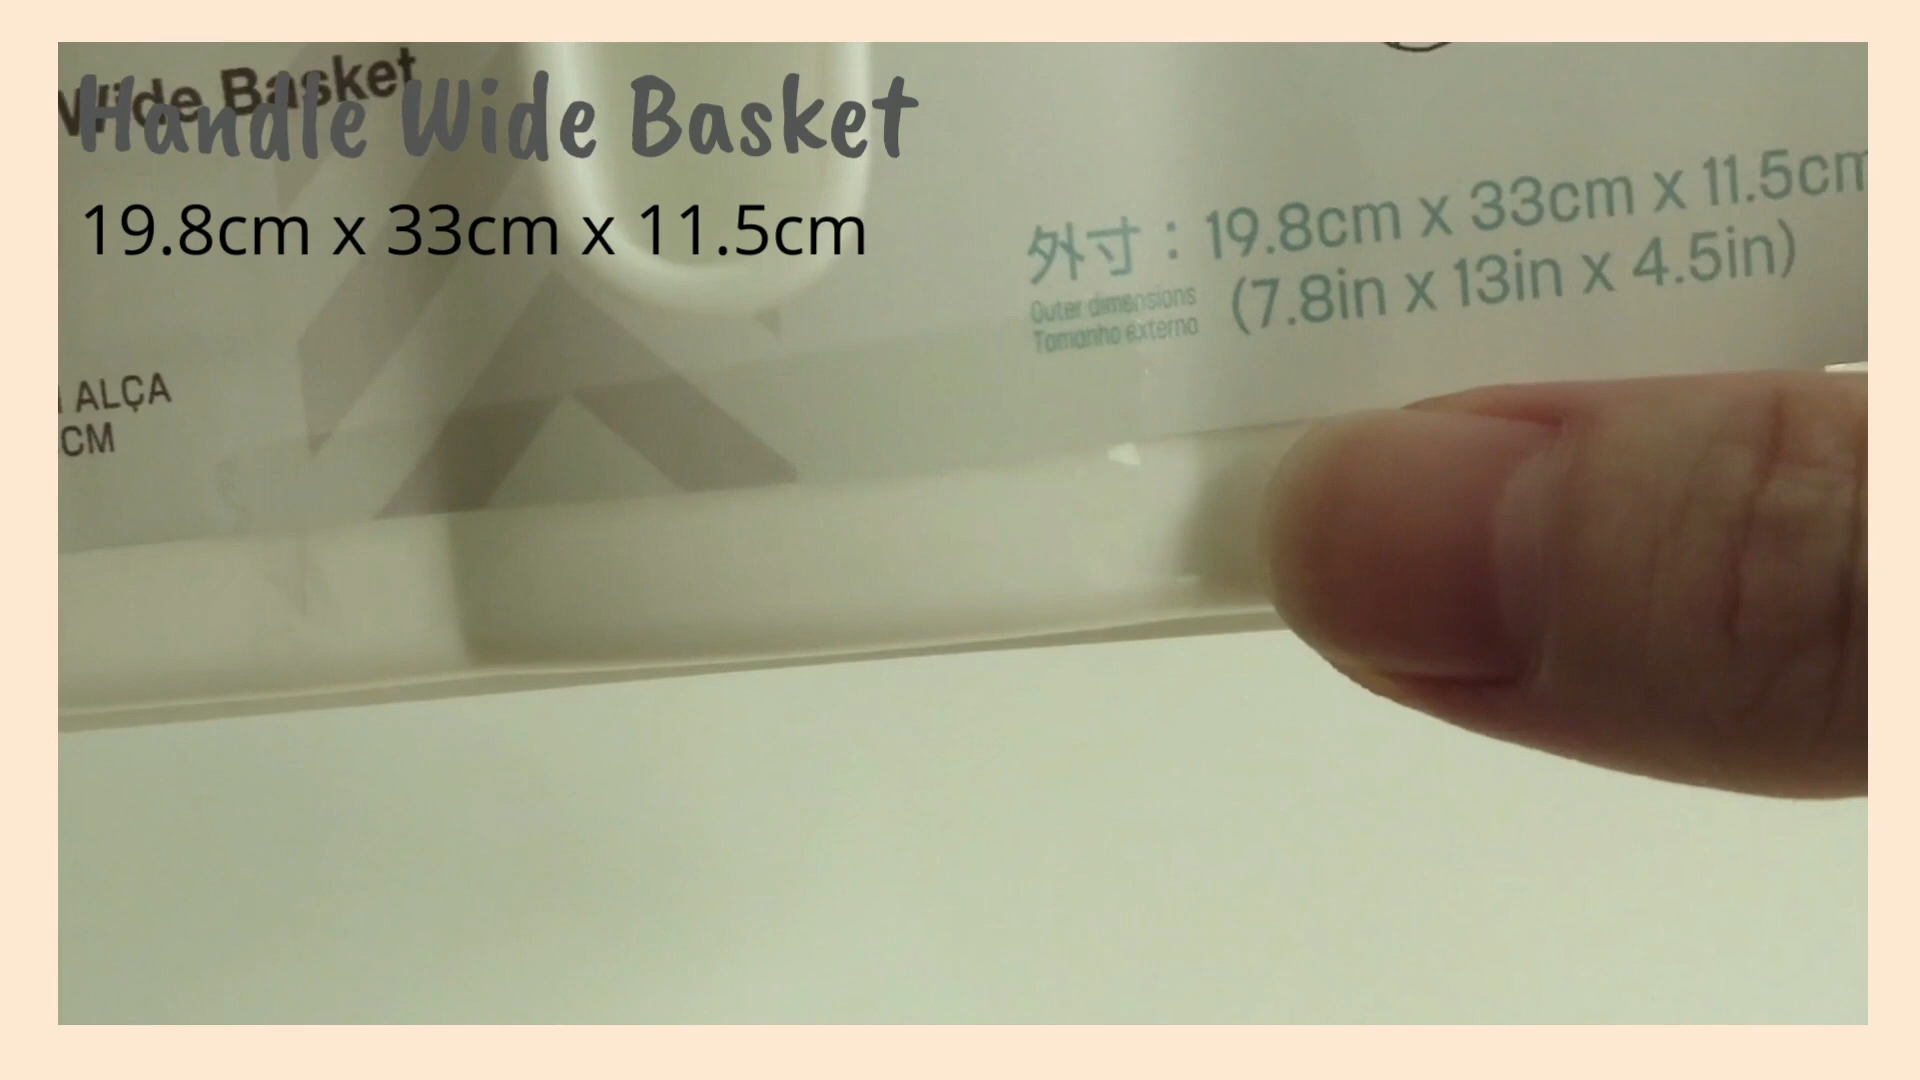 Wide Basket
Handle Wide Basket
19.8cm x 33cm x 11.5cm
外寸：19.8cm x 33cm x 11.5cm
(7.8in x 13in x 4.5in)
Outer dimensions
Tamanho externo
ALÇA
CM